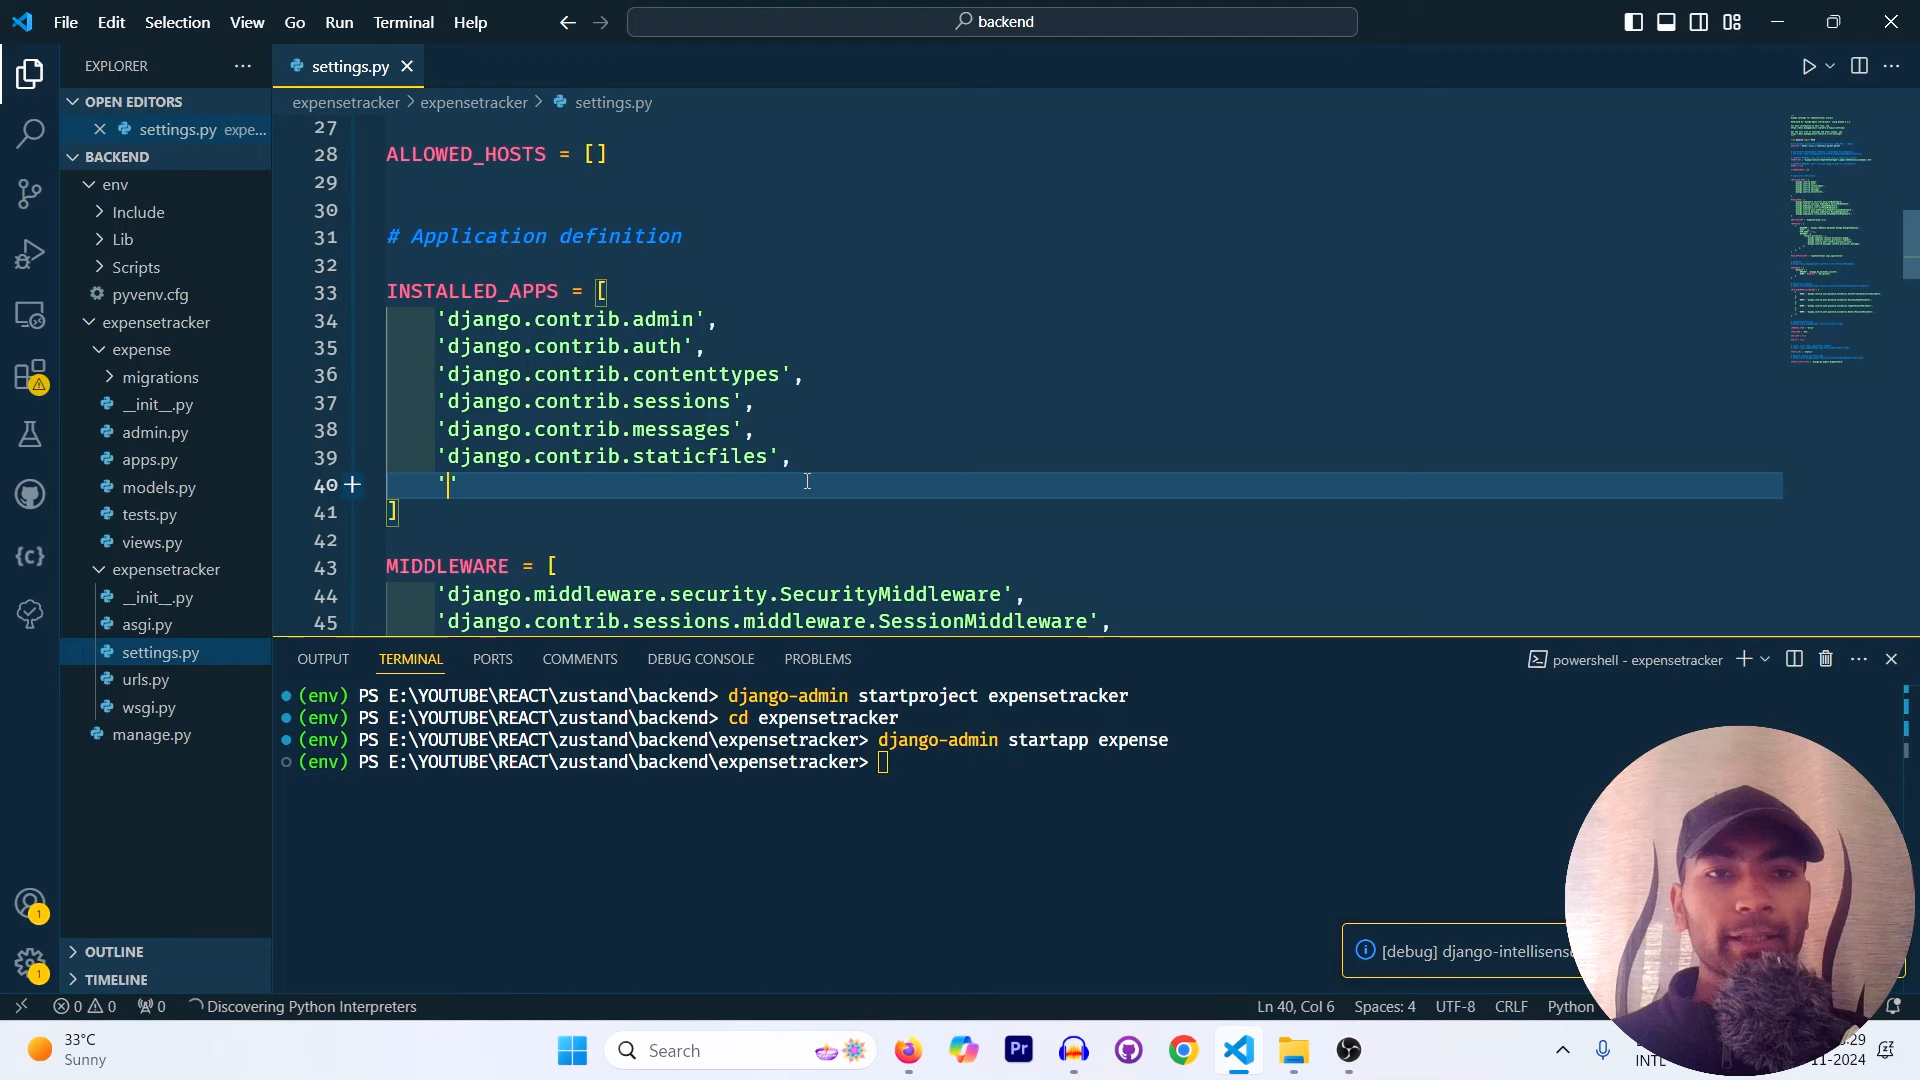 File Edit Selection View Go Run Terminal Help
backend
EXPLORER
settings.py
OPEN EDITORS
settings.py expe...
expensetracker > expensetracker > settings.py
BACKEND
env
Include
Lib
Scripts
pyvenv.cfg
expensetracker
expense
migrations
__init__.py
admin.py
apps.py
models.py
tests.py
views.py
expensetracker
__init__.py
asgi.py
settings.py
urls.py
wsgi.py
manage.py
OUTLINE
TIMELINE
27
28 ALLOWED_HOSTS = []
29
30
31 # Application definition
32
33 INSTALLED_APPS = [
34 'django.contrib.admin',
35 'django.contrib.auth',
36 'django.contrib.contenttypes',
37 'django.contrib.sessions',
38 'django.contrib.messages',
39 'django.contrib.staticfiles',
40 ''
41 ]
42
43 MIDDLEWARE = [
44 'django.middleware.security.SecurityMiddleware',
45 'django.contrib.sessions.middleware.SessionMiddleware',
OUTPUT TERMINAL PORTS COMMENTS DEBUG CONSOLE PROBLEMS
powershell - expensetracker
(env) PS E:\YOUTUBE\REACT\zustand\backend> django-admin startproject expensetracker
(env) PS E:\YOUTUBE\REACT\zustand\backend> cd expensetracker
(env) PS E:\YOUTUBE\REACT\zustand\backend\expensetracker> django-admin startapp expense
(env) PS E:\YOUTUBE\REACT\zustand\backend\expensetracker>
[debug] django-intellisense
1
1
0 0 0 Discovering Python Interpreters
Ln 40, Col 6 Spaces: 4 UTF-8 CRLF Python
33°C
Sunny
Search
Pr
INTL
:29
11-2024